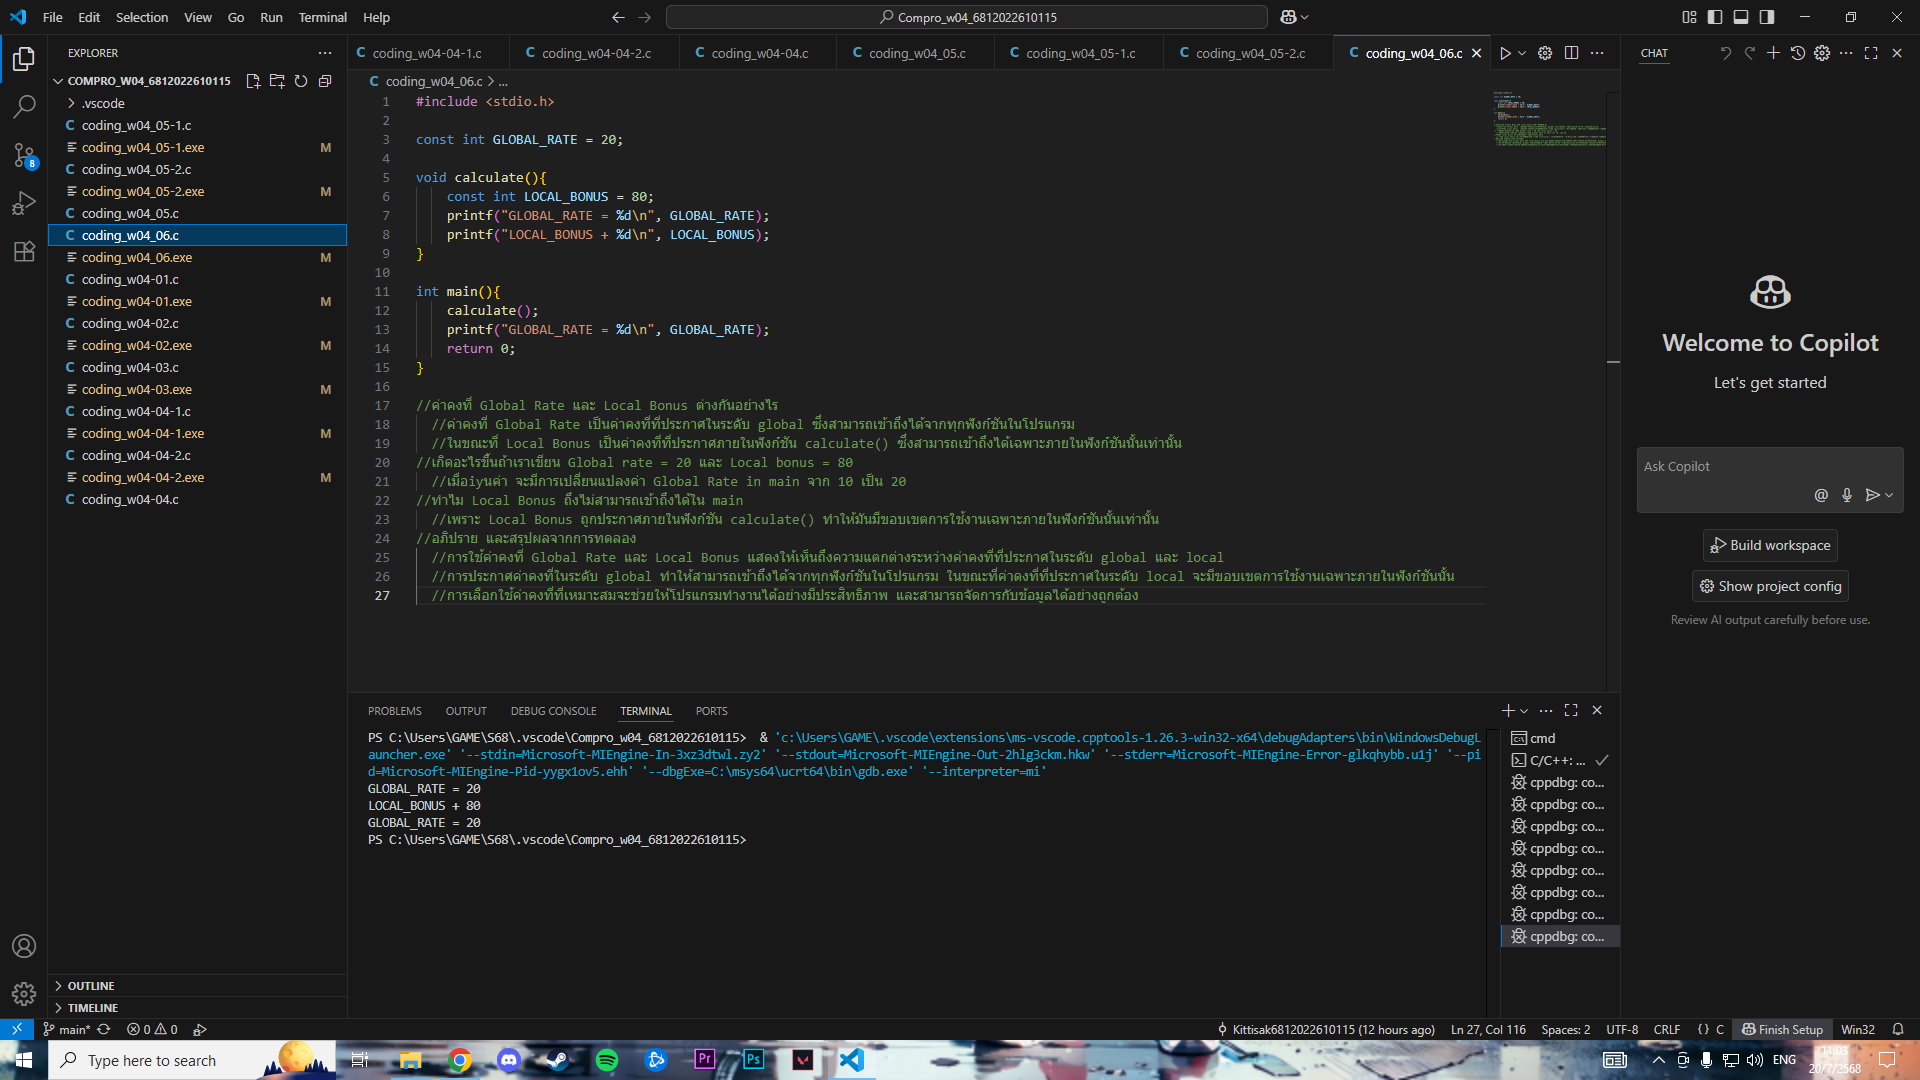 File Edit Selection View Go Run Terminal Help
Compro_w04_6812022610115
EXPLORER
COMPRO_W04_6812022610115
.vscode
C coding_w04_05-1.c
coding_w04_05-1.exe M
C coding_w04_05-2.c
coding_w04_05-2.exe M
C coding_w04_05.c
C coding_w04_06.c
coding_w04_06.exe M
C coding_w04-01.c
coding_w04-01.exe M
C coding_w04-02.c
coding_w04-02.exe M
C coding_w04-03.c
coding_w04-03.exe M
C coding_w04-04-1.c
coding_w04-04-1.exe M
C coding_w04-04-2.c
coding_w04-04-2.exe M
C coding_w04-04.c
OUTLINE
TIMELINE
8
C coding_w04-04-1.c C coding_w04-04-2.c C coding_w04-04.c C coding_w04_05.c C coding_w04_05-1.c C coding_w04_05-2.c C coding_w04_06.c
C coding_w04_06.c > ...
1 #include <stdio.h>
2
3 const int GLOBAL_RATE = 20;
4
5 void calculate(){
6 const int LOCAL_BONUS = 80;
7 printf("GLOBAL_RATE = %d\n", GLOBAL_RATE);
8 printf("LOCAL_BONUS + %d\n", LOCAL_BONUS);
9 }
10
11 int main(){
12 calculate();
13 printf("GLOBAL_RATE = %d\n", GLOBAL_RATE);
14 return 0;
15 }
16
17 //ค่าคงที่ Global Rate และ Local Bonus ต่างกันอย่างไร
18 //ค่าคงที่ Global Rate เป็นค่าคงที่ที่ประกาศในระดับ global ซึ่งสามารถเข้าถึงได้จากทุกฟังก์ชันในโปรแกรม
19 //ในขณะที่ Local Bonus เป็นค่าคงที่ที่ประกาศภายในฟังก์ชัน calculate() ซึ่งสามารถเข้าถึงได้เฉพาะภายในฟังก์ชันนั้นเท่านั้น
20 //เกิดอะไรขึ้นถ้าเราเขียน Global rate = 20 และ Local bonus = 80
21 //เมื่อiyนค่า จะมีการเปลี่ยนแปลงค่า Global Rate in main จาก 10 เป็น 20
22 //ทำไม Local Bonus ถึงไม่สามารถเข้าถึงได้ใน main
23 //เพราะ Local Bonus ถูกประกาศภายในฟังก์ชัน calculate() ทำให้มันมีขอบเขตการใช้งานเฉพาะภายในฟังก์ชันนั้นเท่านั้น
24 //อภิปราย และสรุปผลจากการทดลอง
25 //การใช้ค่าคงที่ Global Rate และ Local Bonus แสดงให้เห็นถึงความแตกต่างระหว่างค่าคงที่ที่ประกาศในระดับ global และ local
26 //การประกาศค่าคงที่ในระดับ global ทำให้สามารถเข้าถึงได้จากทุกฟังก์ชันในโปรแกรม ในขณะที่ค่าคงที่ที่ประกาศในระดับ local จะมีขอบเขตการใช้งานเฉพาะภายในฟังก์ชันนั้น
27 //การเลือกใช้ค่าคงที่ที่เหมาะสมจะช่วยให้โปรแกรมทำงานได้อย่างมีประสิทธิภาพ และสามารถจัดการกับข้อมูลได้อย่างถูกต้อง
PROBLEMS OUTPUT DEBUG CONSOLE TERMINAL PORTS
PS C:\Users\GAME\S68\.vscode\Compro_w04_6812022610115> & 'c:\Users\GAME\.vscode\extensions\ms-vscode.cpptools-1.26.3-win32-x64\debugAdapters\bin\WindowsDebugL
auncher.exe' '--stdin=Microsoft-MIEngine-In-3xz3dtwl.zy2' '--stdout=Microsoft-MIEngine-Out-2hlg3ckm.hkw' '--stderr=Microsoft-MIEngine-Error-glkqhybb.u1j' '--pi
d=Microsoft-MIEngine-Pid-yygx1ov5.ehh' '--dbgExe=C:\msys64\ucrt64\bin\gdb.exe' '--interpreter=mi'
GLOBAL_RATE = 20
LOCAL_BONUS + 80
GLOBAL_RATE = 20
PS C:\Users\GAME\S68\.vscode\Compro_w04_6812022610115>
cmd
C/C++: ...
cppdbg: co...
cppdbg: co...
cppdbg: co...
cppdbg: co...
cppdbg: co...
cppdbg: co...
cppdbg: co...
cppdbg: co...
CHAT
Welcome to Copilot
Let's get started
Ask Copilot
Build workspace
Show project config
Review AI output carefully before use.
main* 0 0
Kittisak6812022610115 (12 hours ago) Ln 27, Col 116 Spaces: 2 UTF-8 CRLF {} C Finish Setup Win32
Type here to search
Pr Ps
ENG
11:03
20/7/2568